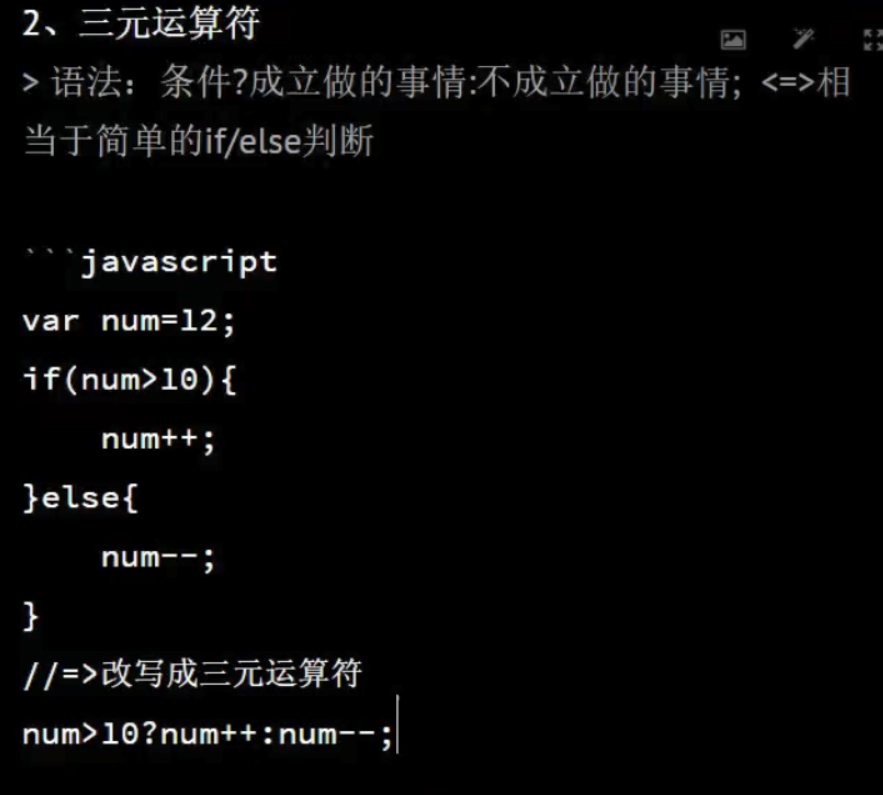 2、三元运算符
> 语法：条件?成立做的事情:不成立做的事情；<=>相
当于简单的if/else判断
```javascript
var num=12;
if(num>10){
    num++;
}else{
    num--;
}
//=>改写成三元运算符
num>10?num++:num--;